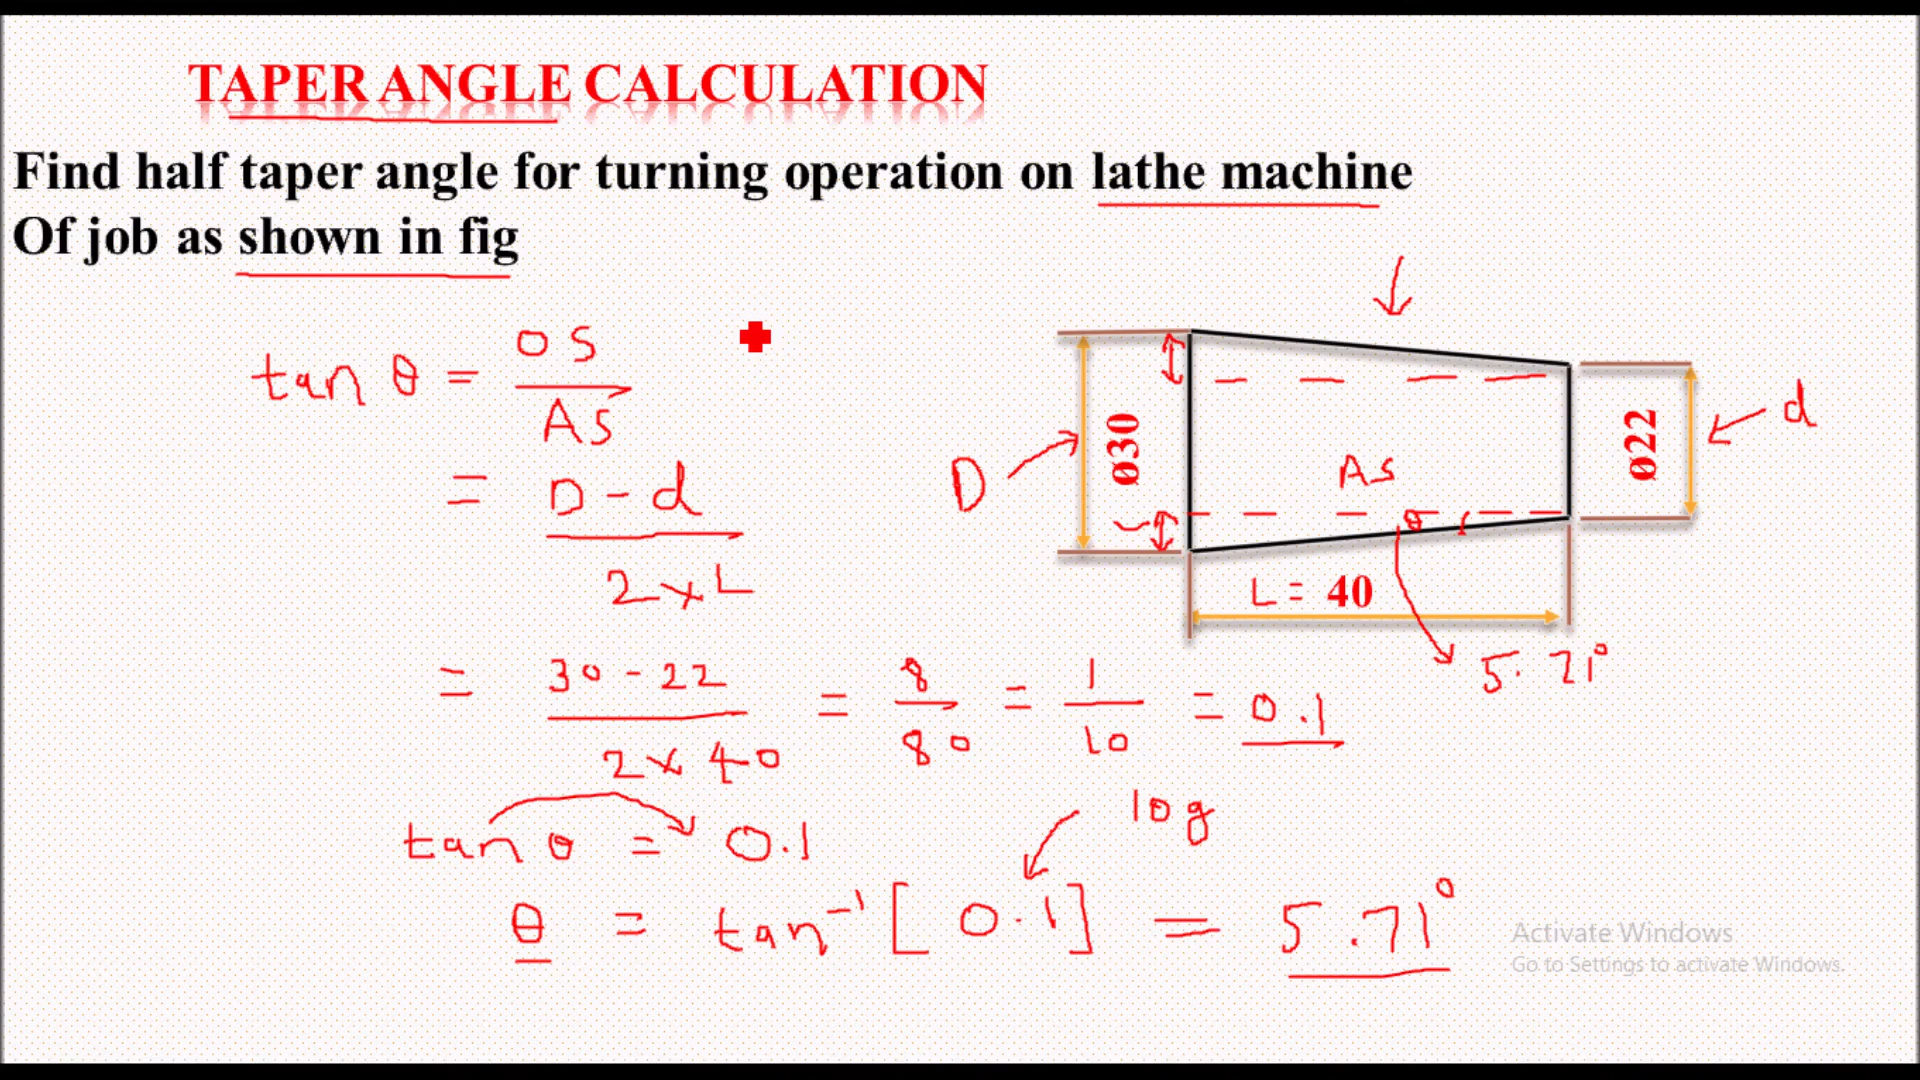 TAPER ANGLE CALCULATION
Find half taper angle for turning operation on lathe machine
Of job as shown in fig
tan θ = OS / AS
= D - d / 2 × L
= 30 - 22 / 2 × 40 = 8 / 80 = 1 / 10 = 0.1
tan θ = 0.1
log
θ = tan⁻¹ [0.1] = 5.71°
D
ø30
AS
θ
ø22
d
L = 40
5.71°
Activate Windows
Go to Settings to activate Windows.